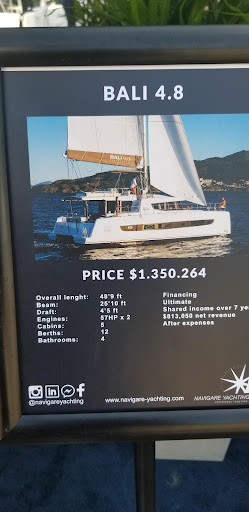 BALI 4.8
PRICE $1.350.264
Overall lenght: 48'9 ft
Beam: 25'10 ft
Draft: 4'5 ft
Engines: 57HP x 2
Cabins: 5
Berths: 12
Bathrooms: 4
Financing
Ultimate
Shared income over 7 ye
$813,050 net revenue
After expenses
@navigareyachting
www.navigare-yachting.com
NAVIGARE YACHTING